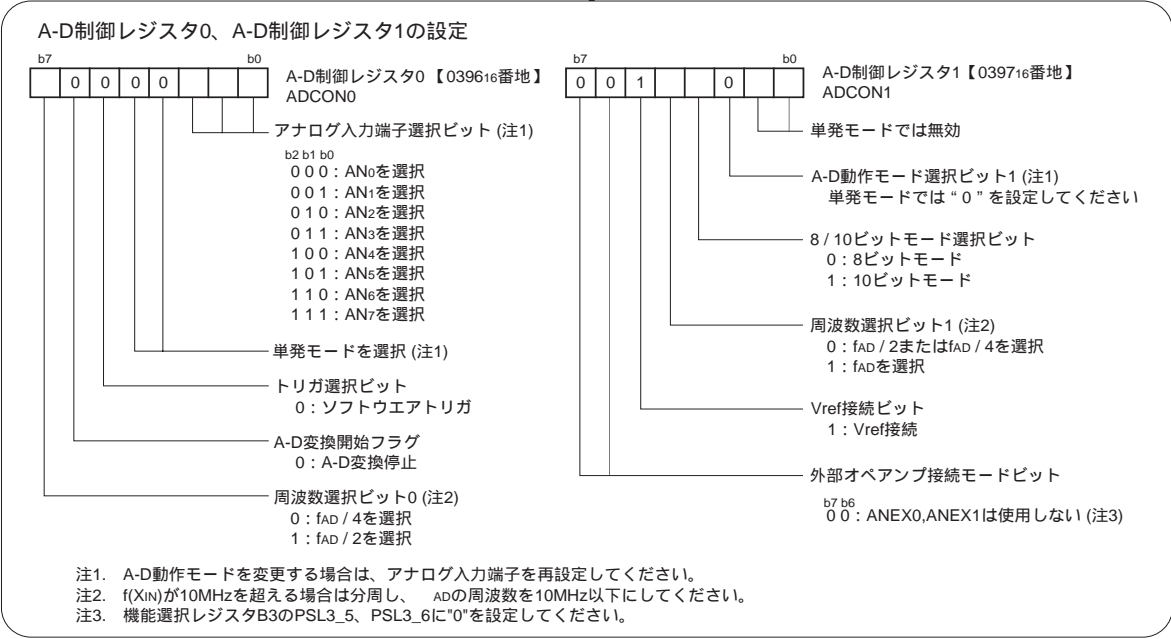 A-D制御レジスタ0、A-D制御レジスタ1の設定
b7 b0
0 0 0 0
A-D制御レジスタ0 【039616番地】
ADCON0
アナログ入力端子選択ビット (注1)
b2 b1 b0
0 0 0 : AN0を選択
0 0 1 : AN1を選択
0 1 0 : AN2を選択
0 1 1 : AN3を選択
1 0 0 : AN4を選択
1 0 1 : AN5を選択
1 1 0 : AN6を選択
1 1 1 : AN7を選択
単発モードを選択 (注1)
トリガ選択ビット
0 : ソフトウエアトリガ
A-D変換開始フラグ
0 : A-D変換停止
周波数選択ビット0 (注2)
0 : fAD / 4を選択
1 : fAD / 2を選択
b7 b0
0 0 1 0
A-D制御レジスタ1【039716番地】
ADCON1
単発モードでは無効
A-D動作モード選択ビット1 (注1)
単発モードでは “ 0 ” を設定してください
8 / 10ビットモード選択ビット
0 : 8ビットモード
1 : 10ビットモード
周波数選択ビット1 (注2)
0 : fAD / 2またはfAD / 4を選択
1 : fADを選択
Vref接続ビット
1 : Vref接続
外部オペアンプ接続モードビット
b7 b6
0 0 : ANEX0,ANEX1は使用しない (注3)
注1. A-D動作モードを変更する場合は、アナログ入力端子を再設定してください。
注2. f(XIN)が10MHzを超える場合は分周し、 ADの周波数を10MHz以下にしてください。
注3. 機能選択レジスタB3のPSL3_5、PSL3_6に"0"を設定してください。